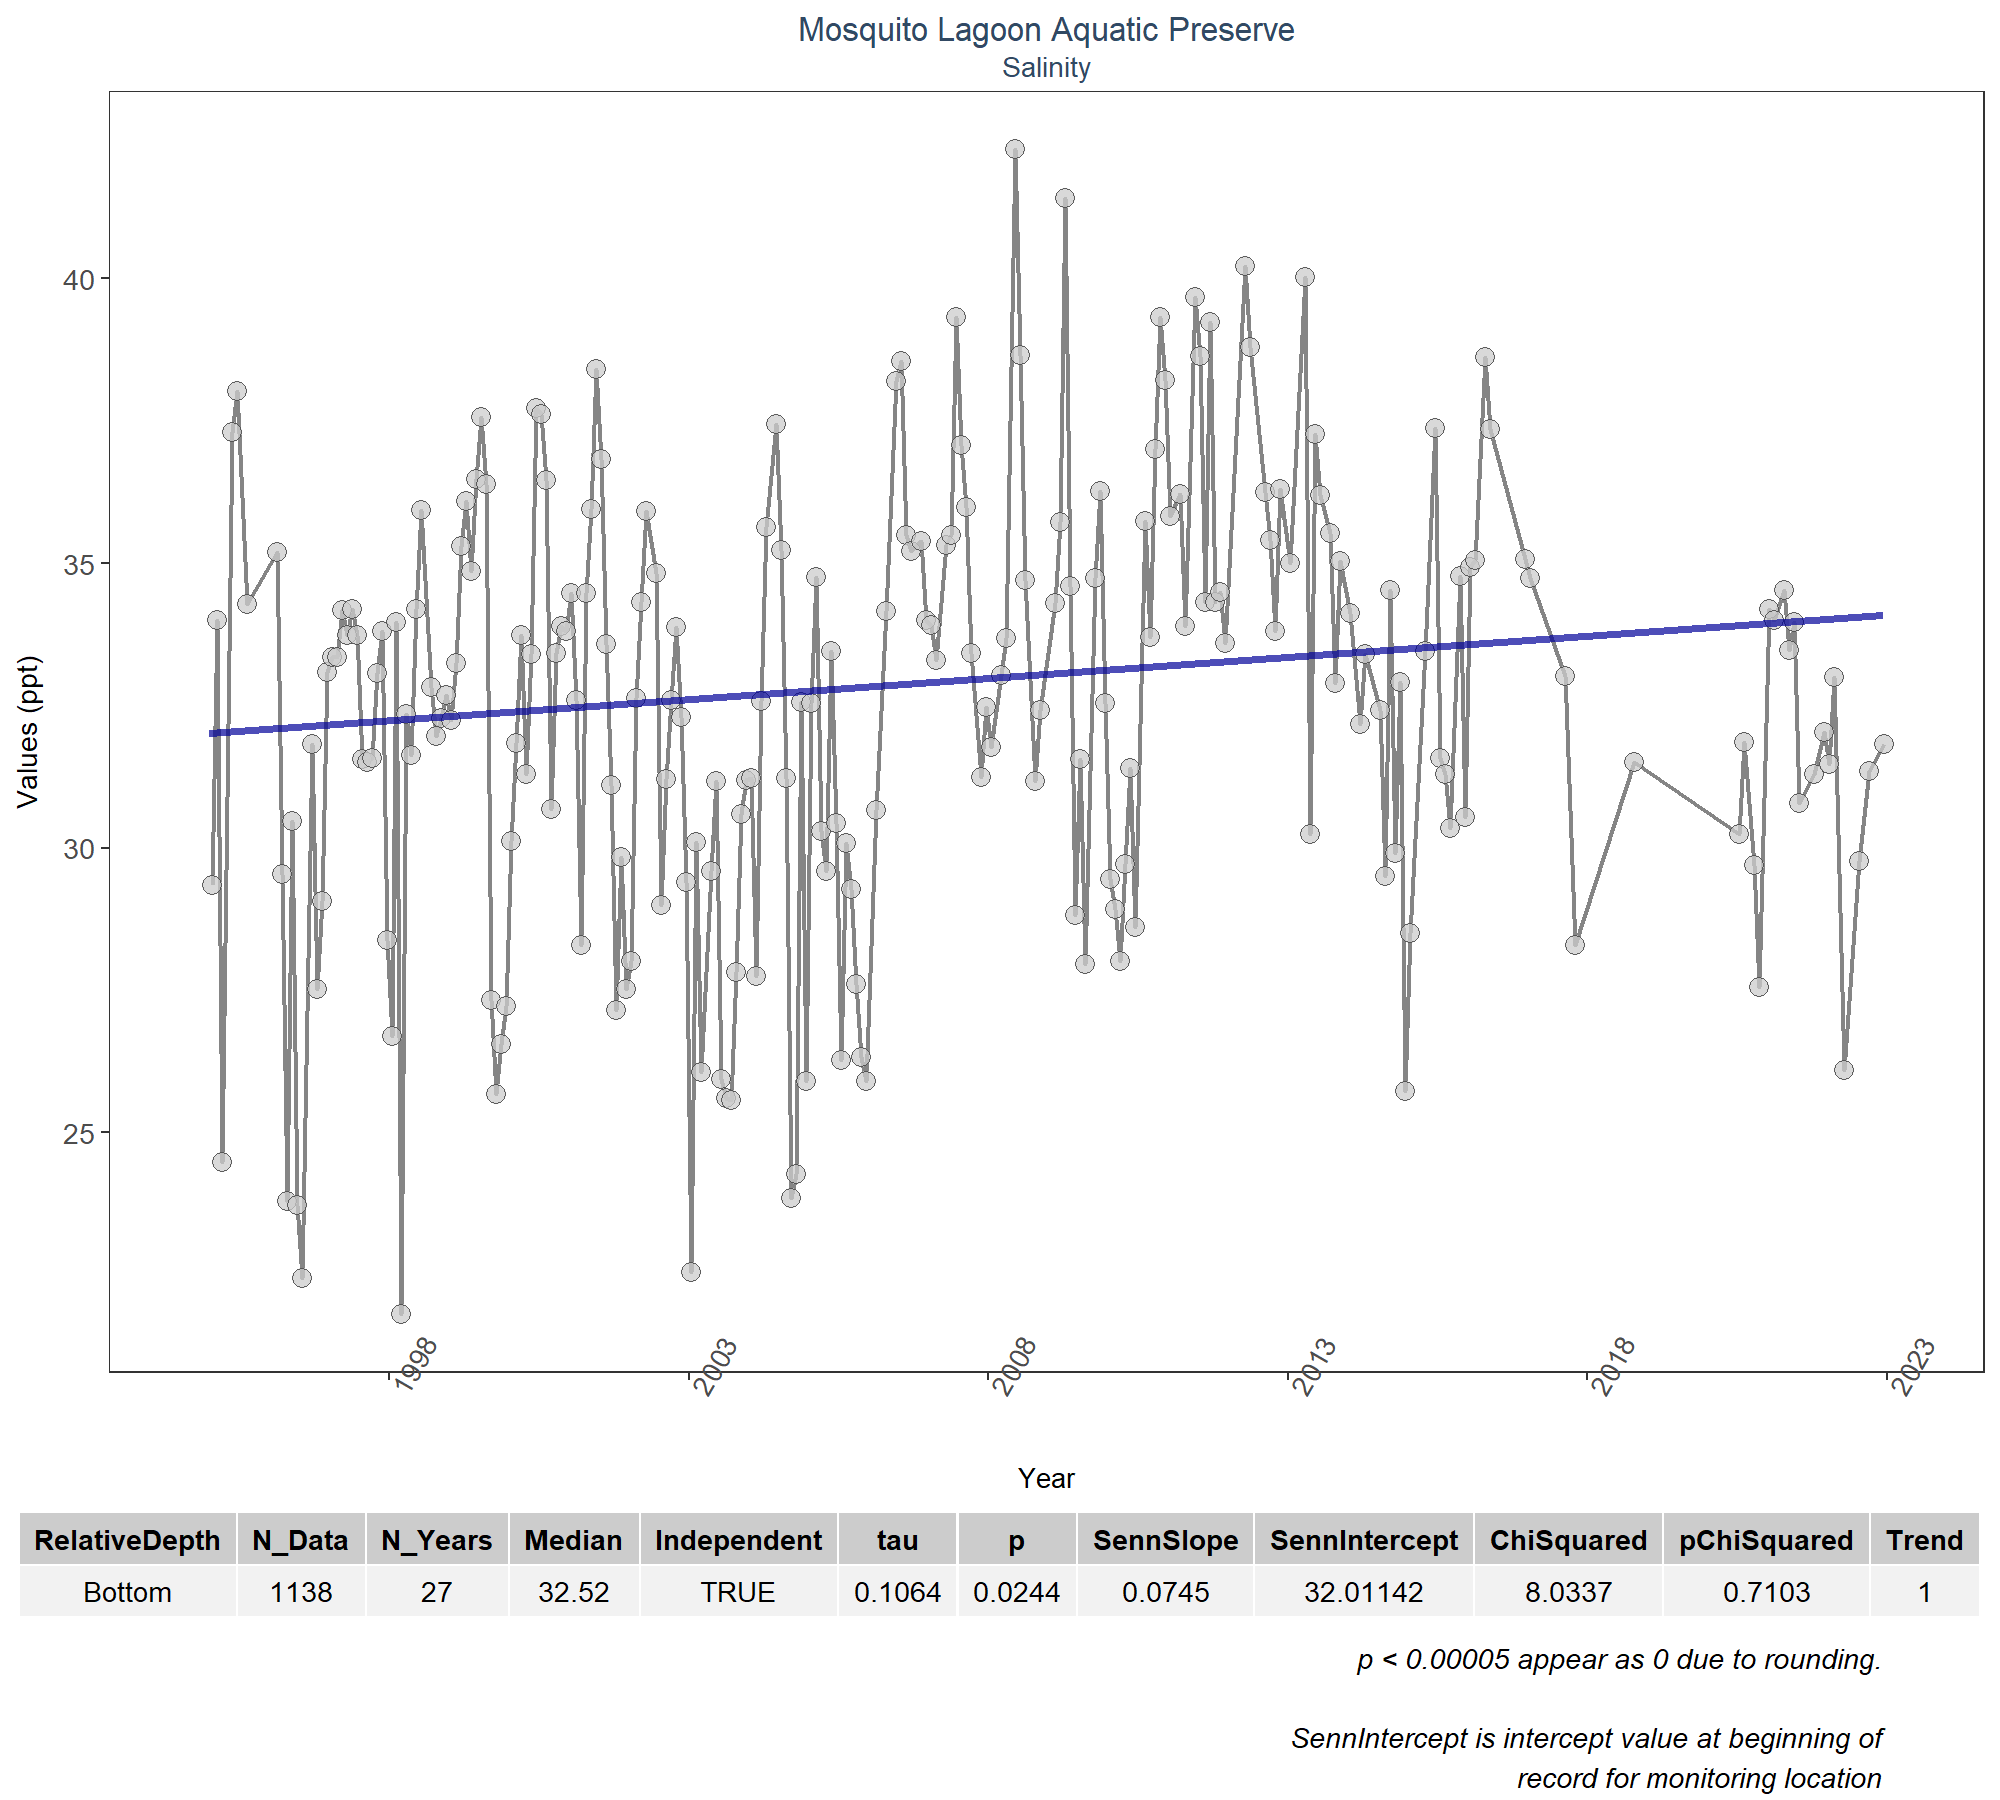 Mosquito Lagoon Aquatic Preserve
Salinity
Values (ppt)
40
35
30
25
1998 2003 2008 2013 2018 2023
Year
RelativeDepth N_Data N_Years Median Independent tau p SennSlope SennIntercept ChiSquared pChiSquared Trend
Bottom 1138 27 32.52 TRUE 0.1064 0.0244 0.0745 32.01142 8.0337 0.7103 1
p < 0.00005 appear as 0 due to rounding.
SennIntercept is intercept value at beginning of
record for monitoring location